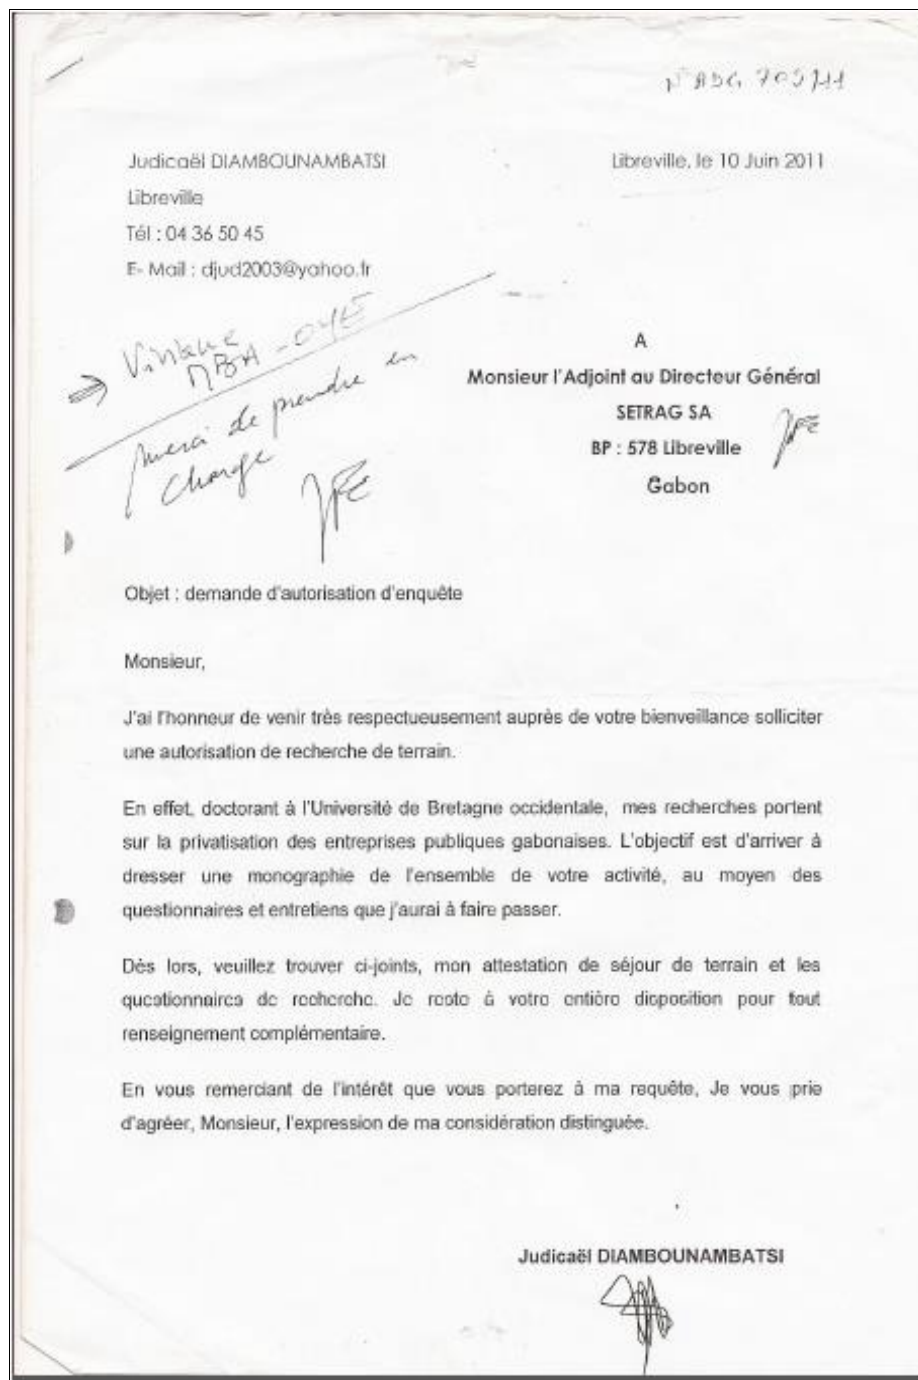 N° ADG 709/11
Judicaël DIAMBOUNAMBATSI
Libreville, le 10 Juin 2011
Libreville
Tél : 04 36 50 45
E- Mail : djud2003@yahoo.fr
Viviane
MBA - OYE
merci de prendre en
charge
A
Monsieur l'Adjoint au Directeur Général
SETRAG SA
BP : 578 Libreville
Gabon
Objet : demande d'autorisation d'enquête
Monsieur,
J'ai l'honneur de venir très respectueusement auprès de votre bienveillance solliciter
une autorisation de recherche de terrain.
En effet, doctorant à l'Université de Bretagne occidentale, mes recherches portent
sur la privatisation des entreprises publiques gabonaises. L'objectif est d'arriver à
dresser une monographie de l'ensemble de votre activité, au moyen des
questionnaires et entretiens que j'aurai à faire passer.
Dès lors, veuillez trouver ci-joints, mon attestation de séjour de terrain et les
questionnaires de recherche. Je reste à votre entière disposition pour tout
renseignement complémentaire.
En vous remerciant de l'intérêt que vous porterez à ma requête, Je vous prie
d'agréer, Monsieur, l'expression de ma considération distinguée.
Judicaël DIAMBOUNAMBATSI